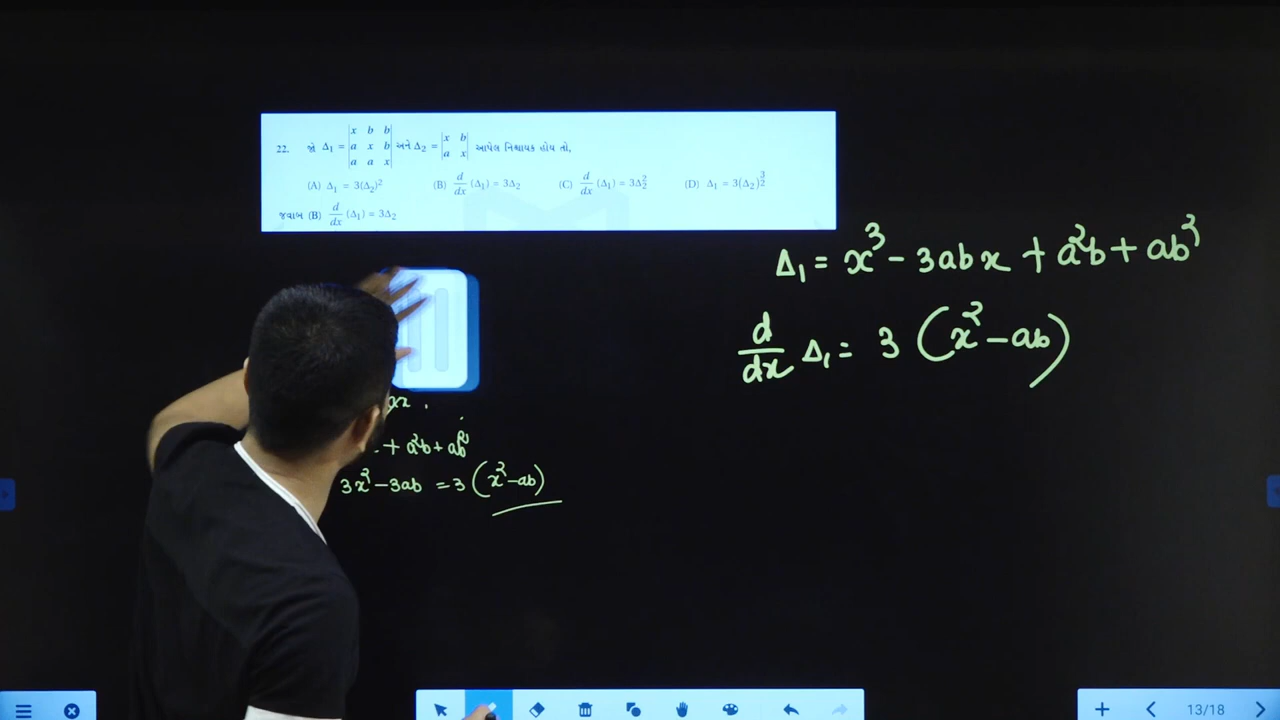 22. જો Δ₁ = |x b b; a x b; a a x| અને Δ₂ = |x b; a x| આપેલ નિશ્ચાયક હોય તો,
(A) Δ₁ = 3(Δ₂)² (B) d/dx (Δ₁) = 3Δ₂ (C) d/dx (Δ₁) = 3Δ₂² (D) Δ₁ = 3(Δ₂)^(3/2)
જવાબ (B) d/dx (Δ₁) = 3Δ₂
Δ₁ = x³ - 3abx + a²b + ab²
d/dx Δ₁ = 3 (x² - ab)
+ a²b + ab²
3x² - 3ab = 3 (x² - ab)
13/18